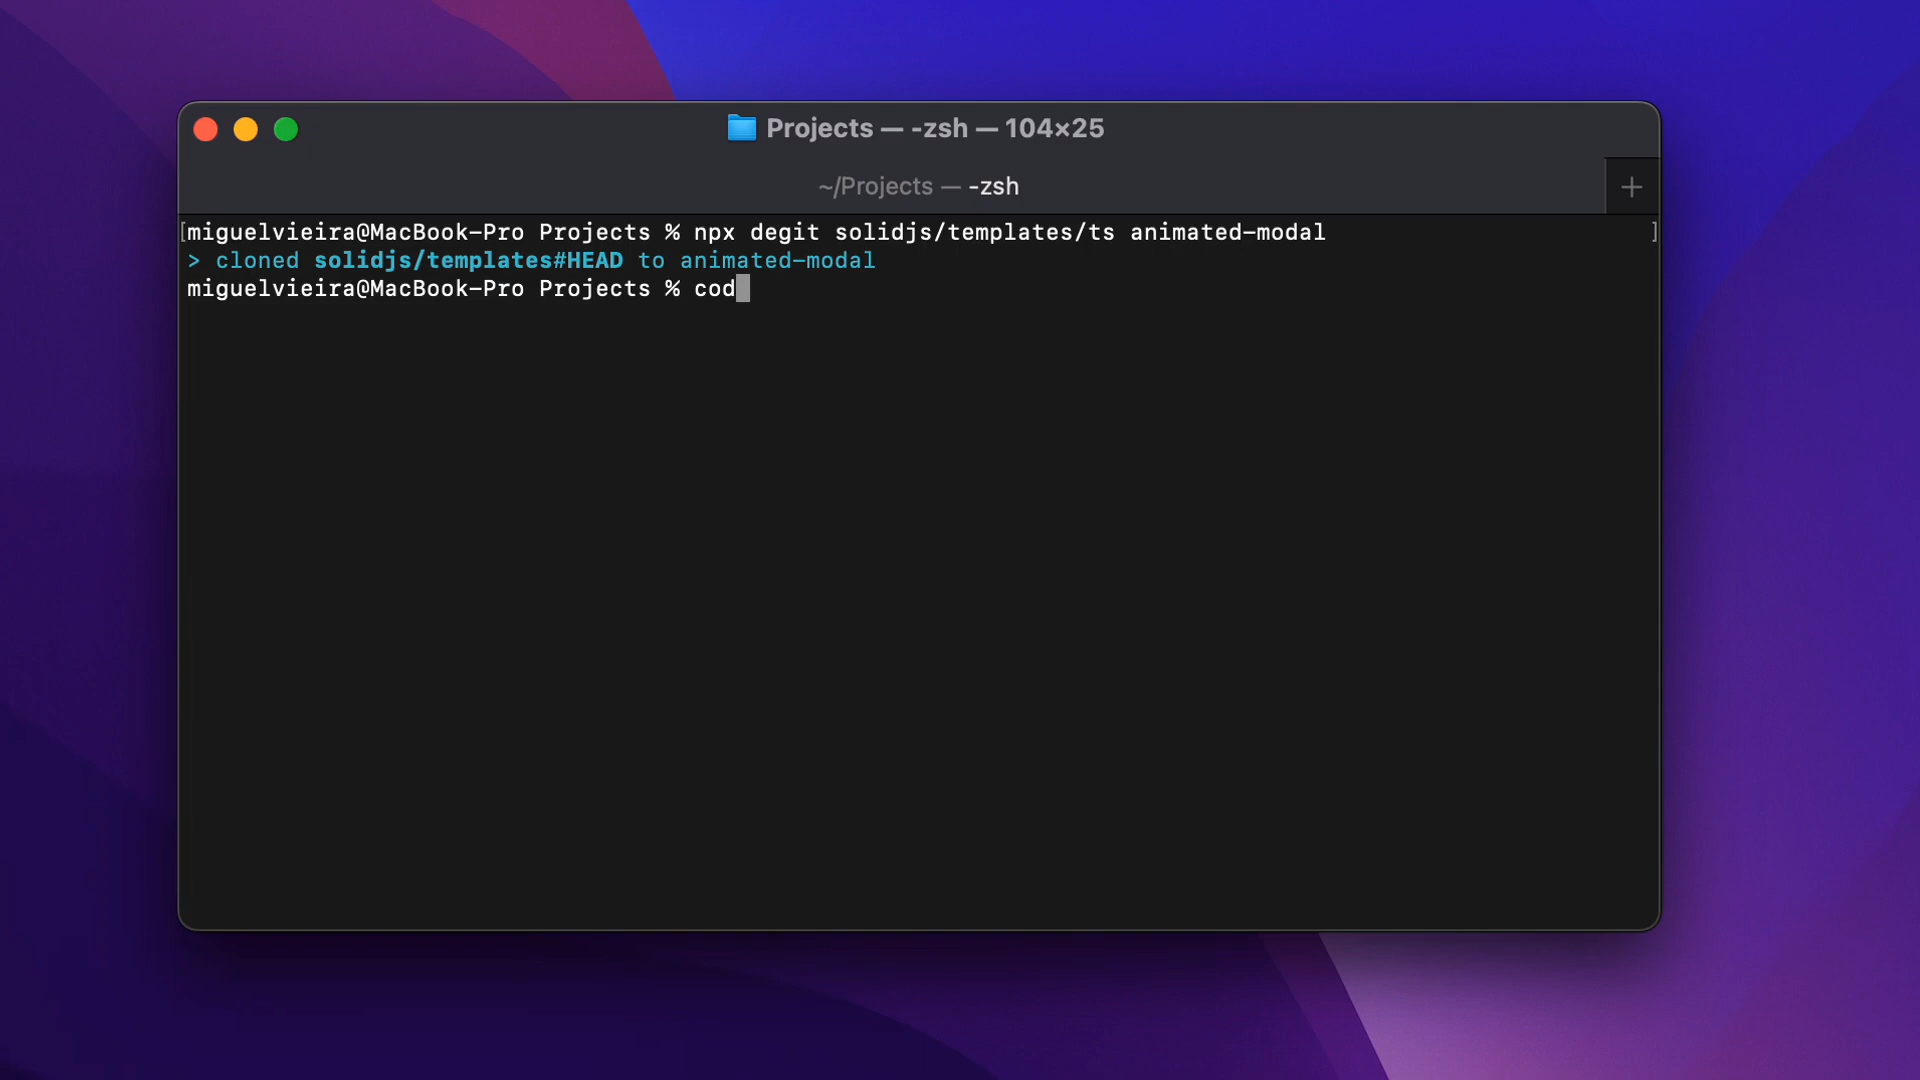 Projects — -zsh — 104×25
~/Projects — -zsh
[miguelvieira@MacBook-Pro Projects % npx degit solidjs/templates/ts animated-modal ]
> cloned solidjs/templates#HEAD to animated-modal
miguelvieira@MacBook-Pro Projects % cod